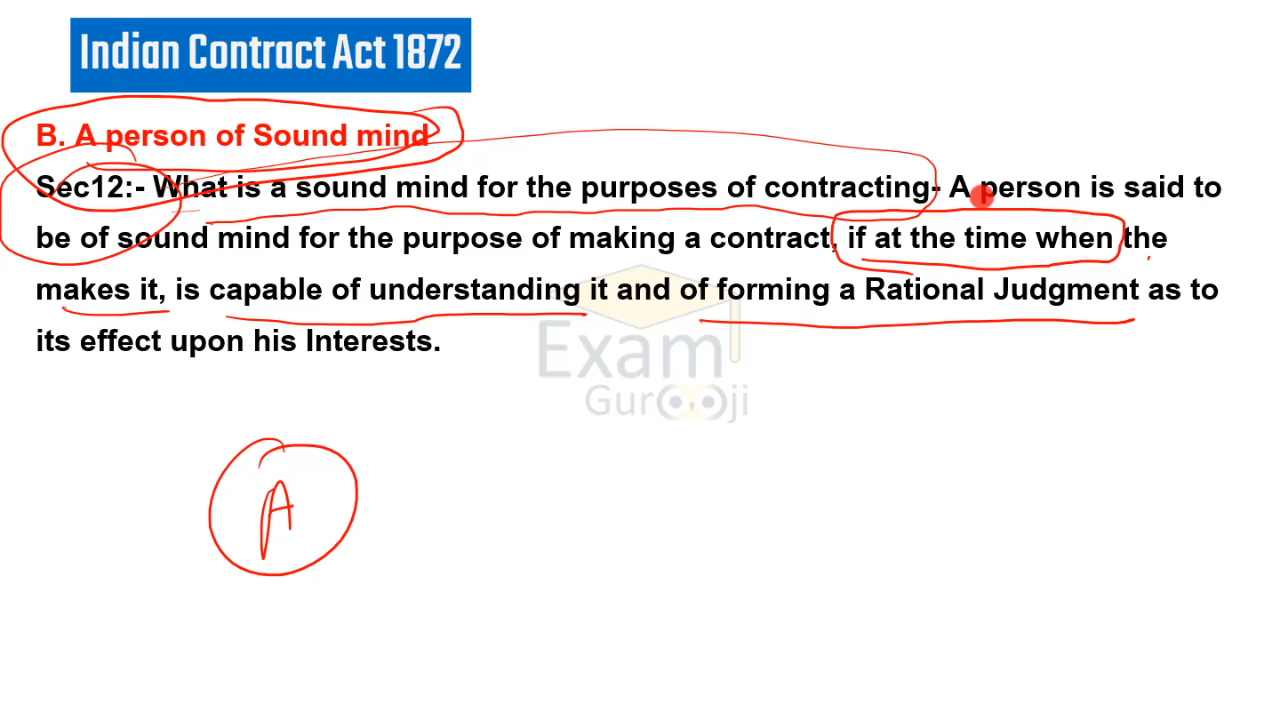 Indian Contract Act 1872
B. A person of Sound mind
Sec12:- What is a sound mind for the purposes of contracting- A person is said to
be of sound mind for the purpose of making a contract, if at the time when the
makes it, is capable of understanding it and of forming a Rational Judgment as to
its effect upon his Interests.
Exam
Gurooji
A